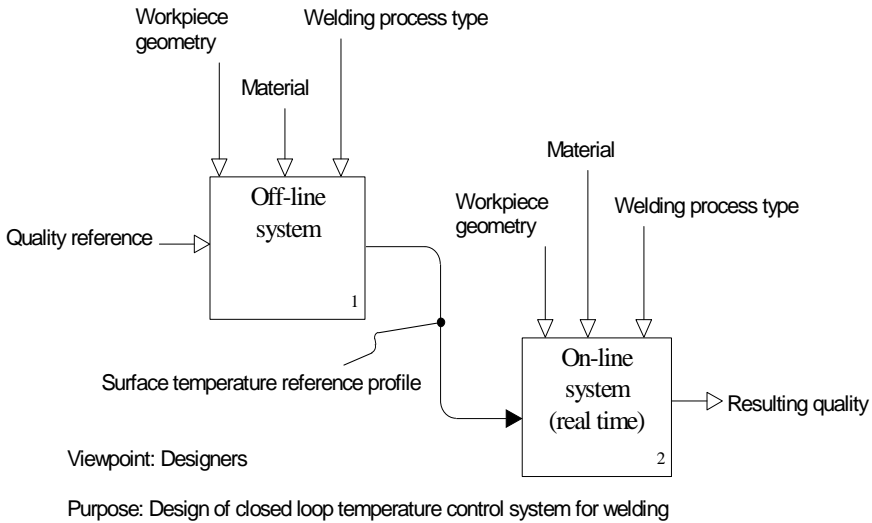 Workpiece
geometry
Welding process type
Material
Off-line
system
Quality reference
1
Material
Workpiece
geometry
Welding process type
Surface temperature reference profile
On-line
system
(real time)
2
Resulting quality
Viewpoint: Designers
Purpose: Design of closed loop temperature control system for welding